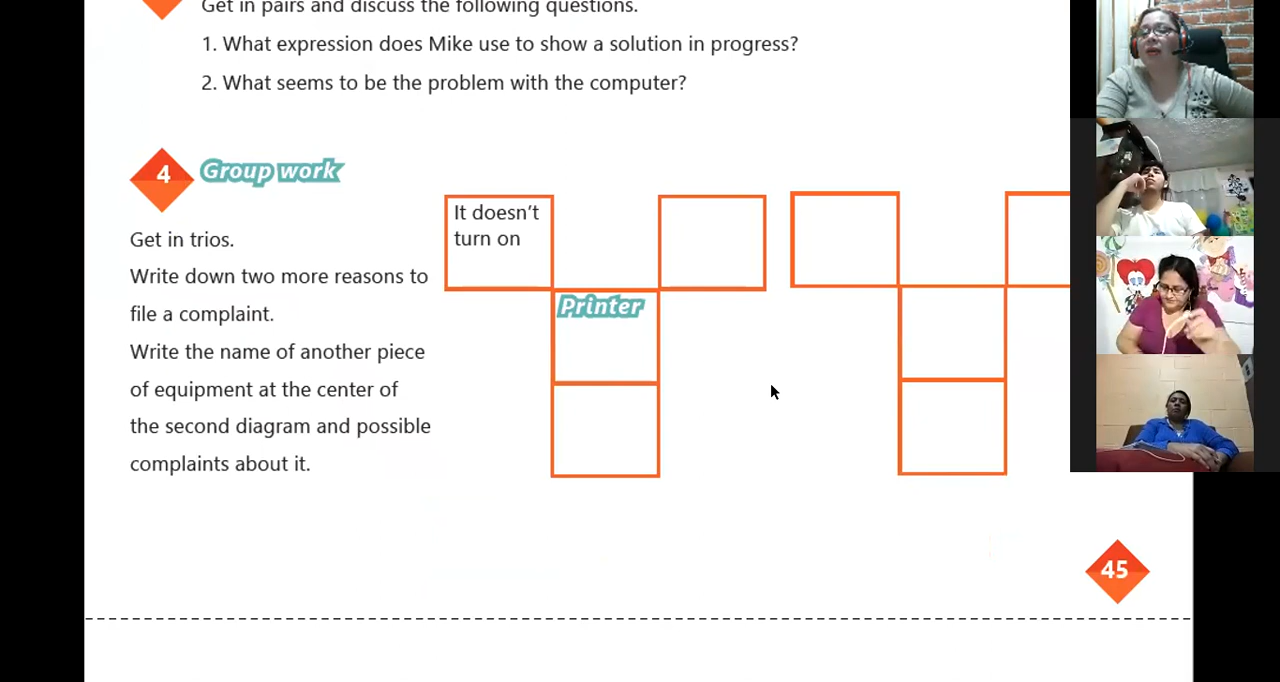 Get in pairs and discuss the following questions.
1. What expression does Mike use to show a solution in progress?
2. What seems to be the problem with the computer?
4
Group work
Get in trios.
Write down two more reasons to
file a complaint.
Write the name of another piece
of equipment at the center of
the second diagram and possible
complaints about it.
It doesn't
turn on
Printer
45